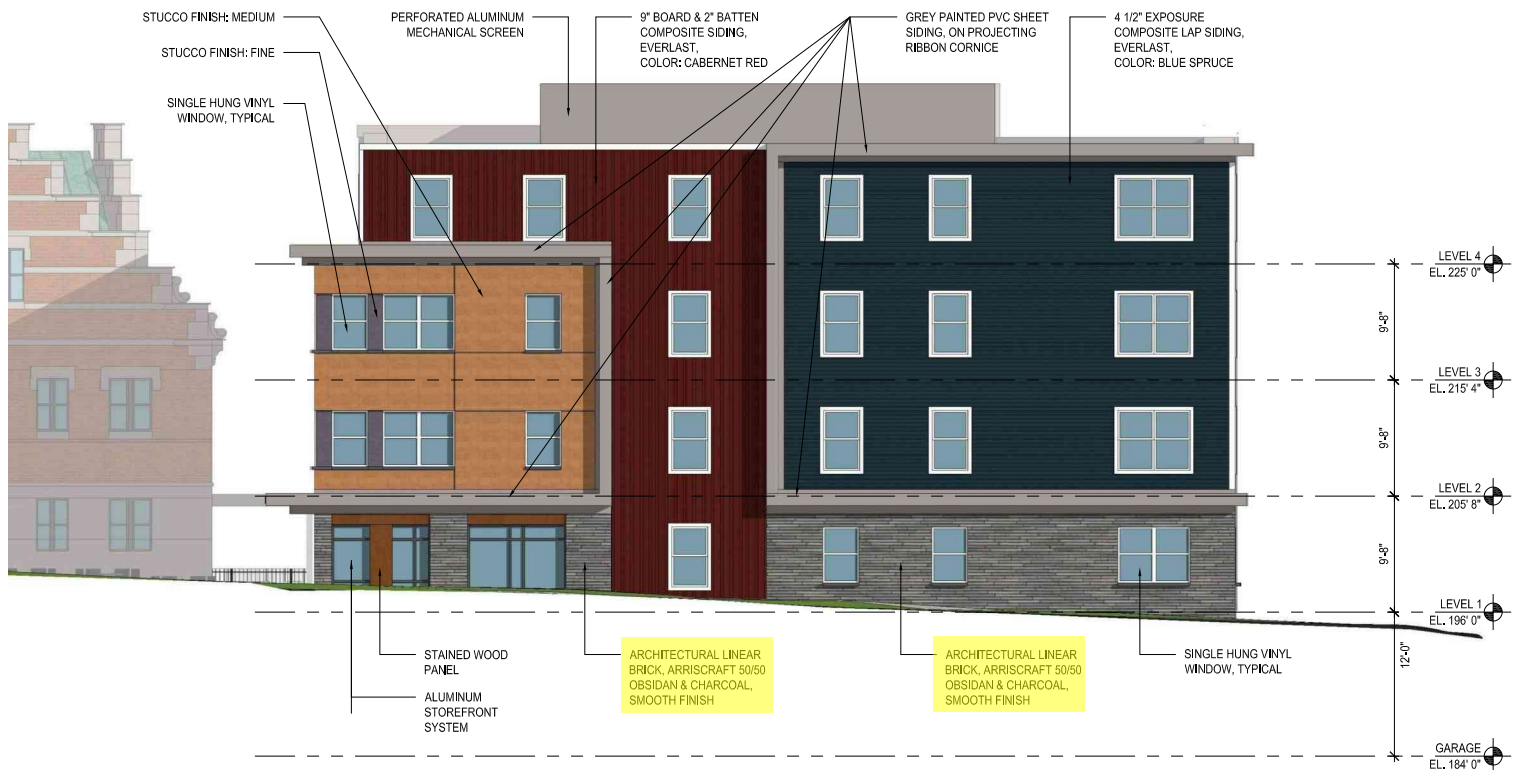 STUCCO FINISH: MEDIUM
STUCCO FINISH: FINE
SINGLE HUNG VINYL
WINDOW, TYPICAL
PERFORATED ALUMINUM
MECHANICAL SCREEN
9" BOARD & 2" BATTEN
COMPOSITE SIDING,
EVERLAST,
COLOR: CABERNET RED
GREY PAINTED PVC SHEET
SIDING, ON PROJECTING
RIBBON CORNICE
4 1/2" EXPOSURE
COMPOSITE LAP SIDING,
EVERLAST,
COLOR: BLUE SPRUCE
LEVEL 4
EL. 225' 0"
9'-8"
LEVEL 3
EL. 215' 4"
9'-8"
LEVEL 2
EL. 205' 8"
9'-8"
LEVEL 1
EL. 196' 0"
12'-0"
GARAGE
EL. 184' 0"
STAINED WOOD
PANEL
ALUMINUM
STOREFRONT
SYSTEM
ARCHITECTURAL LINEAR
BRICK, ARRISCRAFT 50/50
OBSIDAN & CHARCOAL,
SMOOTH FINISH
ARCHITECTURAL LINEAR
BRICK, ARRISCRAFT 50/50
OBSIDAN & CHARCOAL,
SMOOTH FINISH
SINGLE HUNG VINYL
WINDOW, TYPICAL